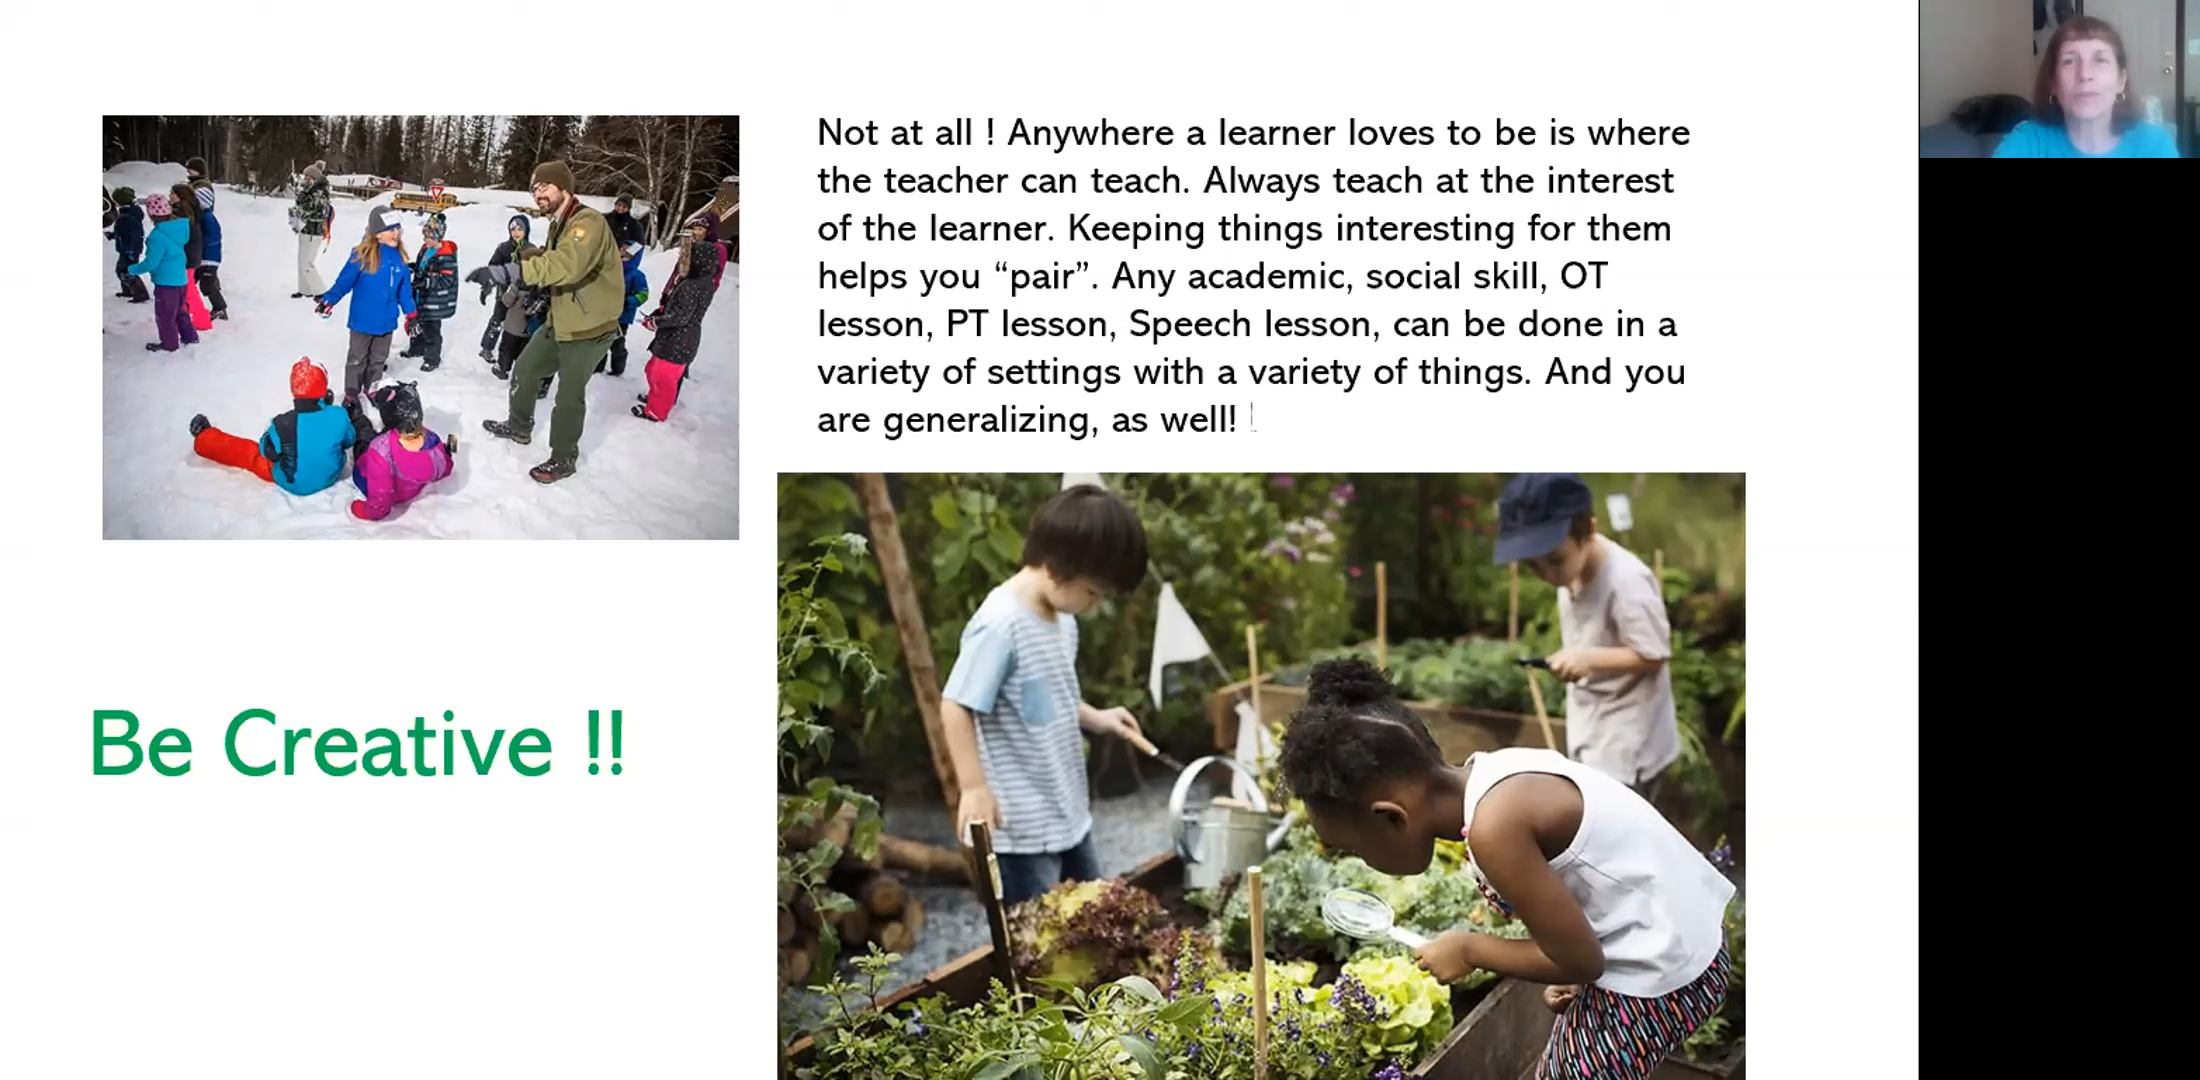 Not at all ! Anywhere a learner loves to be is where
the teacher can teach. Always teach at the interest
of the learner. Keeping things interesting for them
helps you “pair”. Any academic, social skill, OT
lesson, PT lesson, Speech lesson, can be done in a
variety of settings with a variety of things. And you
are generalizing, as well!
Be Creative !!